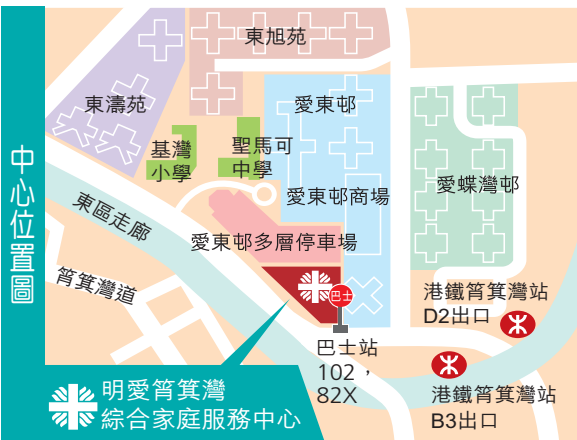 中心位置圖
東旭苑
東濤苑
愛東邨
基灣
小學
聖馬可
中學
愛蝶灣邨
愛東邨商場
東區走廊
愛東邨多層停車場
筲箕灣道
巴士
港鐵筲箕灣站
D2出口
巴士站
102，
82X
港鐵筲箕灣站
B3出口
明愛筲箕灣
綜合家庭服務中心